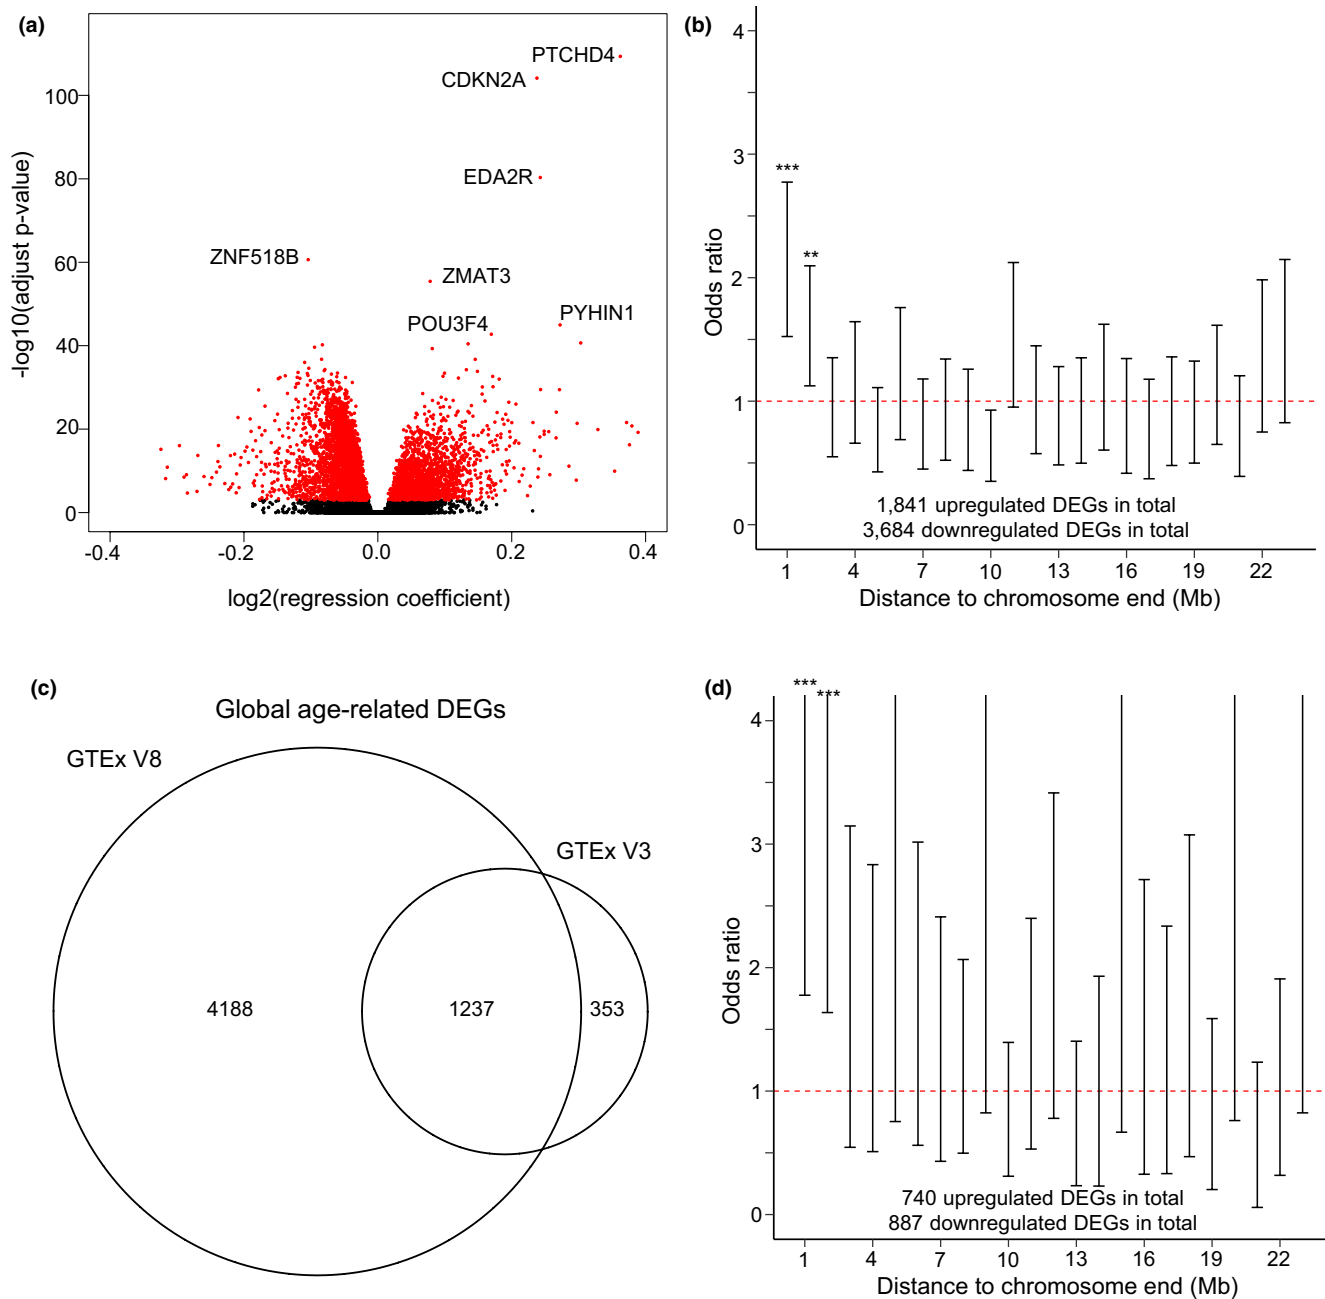 (a)
PTCHD4
CDKN2A
EDA2R
ZNF518B
ZMAT3
POU3F4
PYHIN1
-log10(adjust p-value)
100
80
60
40
20
0
-0.4 -0.2 0.0 0.2 0.4
log2(regression coefficient)
(b)
Odds ratio
4
3
2
1
0
***
**
1,841 upregulated DEGs in total
3,684 downregulated DEGs in total
1 4 7 10 13 16 19 22
Distance to chromosome end (Mb)
(c)
Global age-related DEGs
GTEx V8
GTEx V3
4188
1237
353
(d)
Odds ratio
4
3
2
1
0
***
***
740 upregulated DEGs in total
887 downregulated DEGs in total
1 4 7 10 13 16 19 22
Distance to chromosome end (Mb)